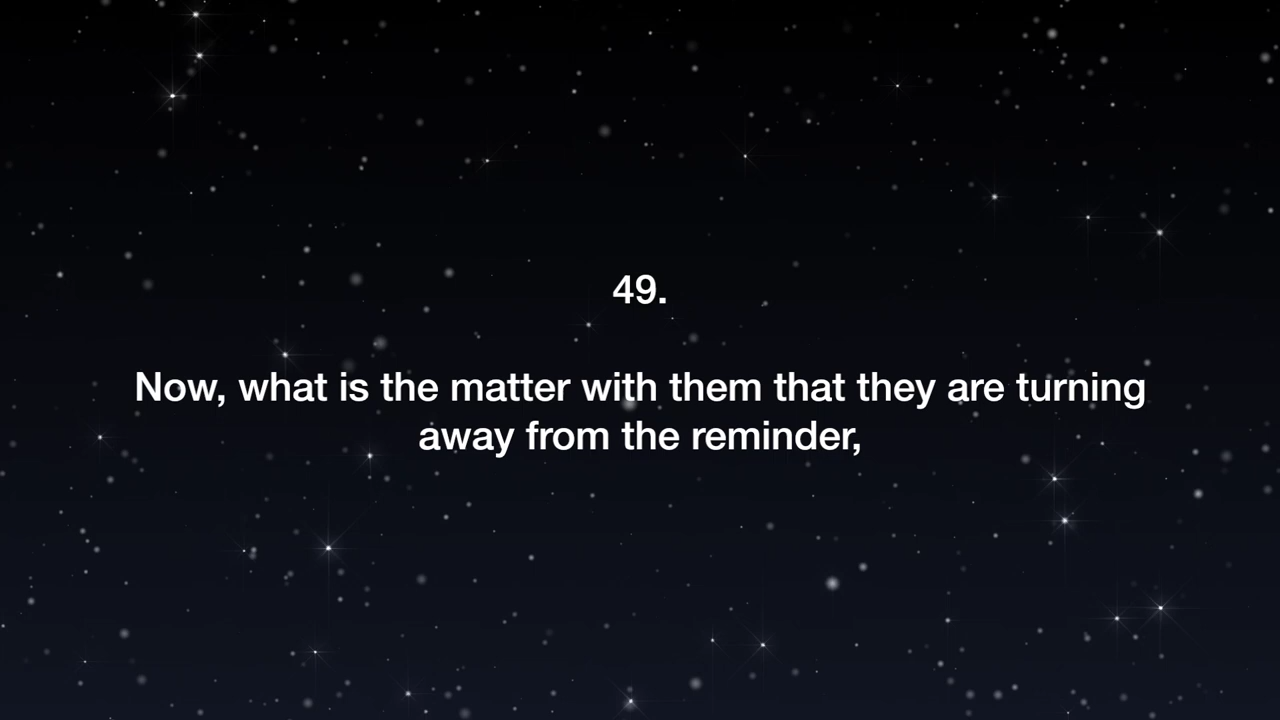 49.
Now, what is the matter with them that they are turning
away from the reminder,